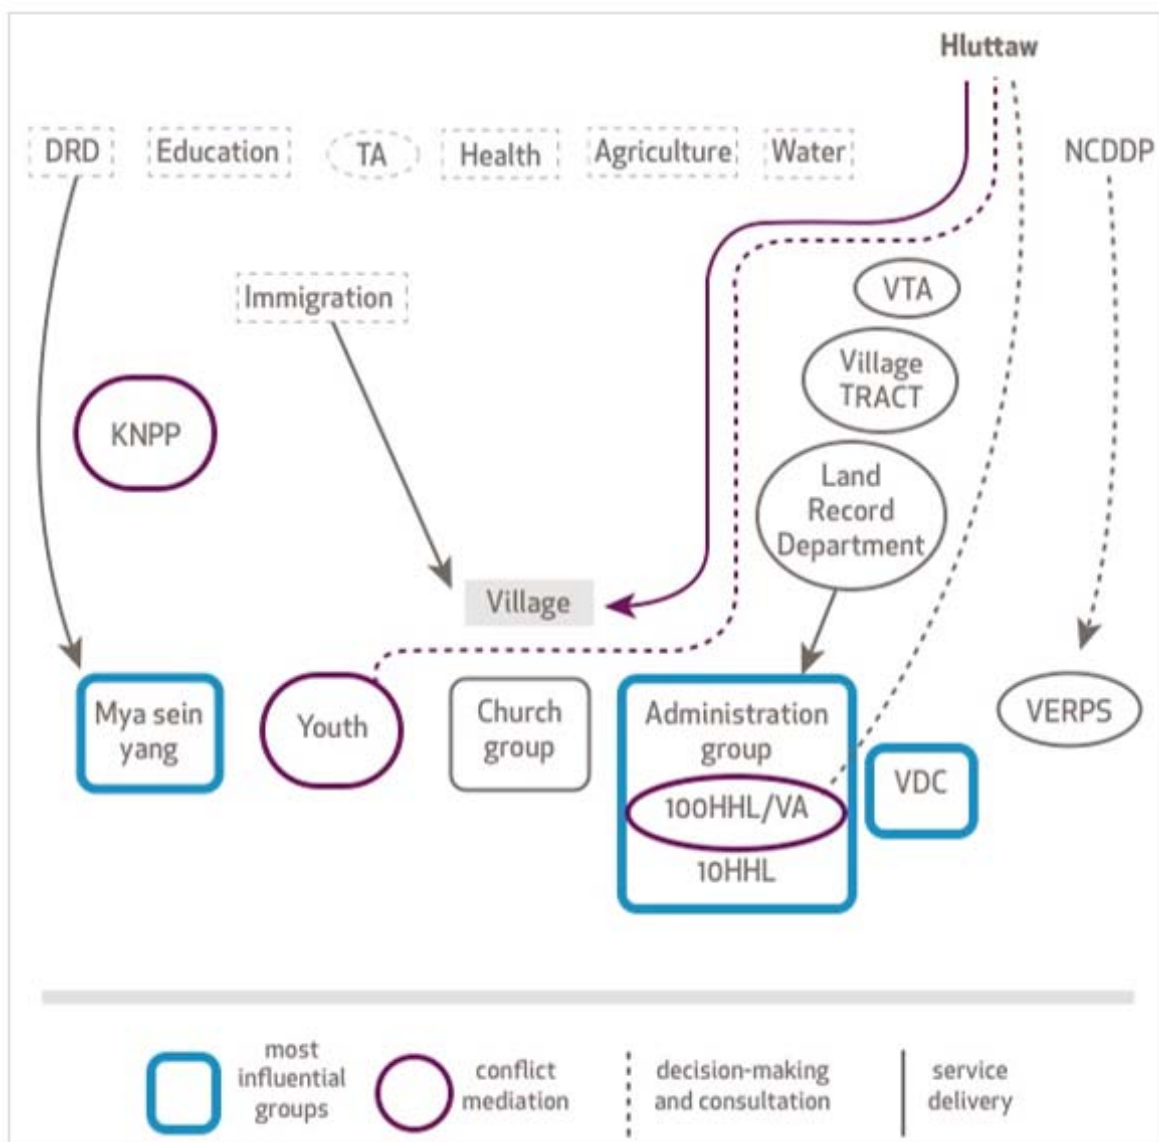 Hluttaw
DRD
Education
TA
Health
Agriculture
Water
NCDDP
Immigration
VTA
Village
TRACT
KNPP
Land
Record
Department
Village
Mya sein
yang
Youth
Church
group
Administration
group
100HHL/VA
10HHL
VDC
VERPS
most
influential
groups
conflict
mediation
decision-making
and consultation
service
delivery